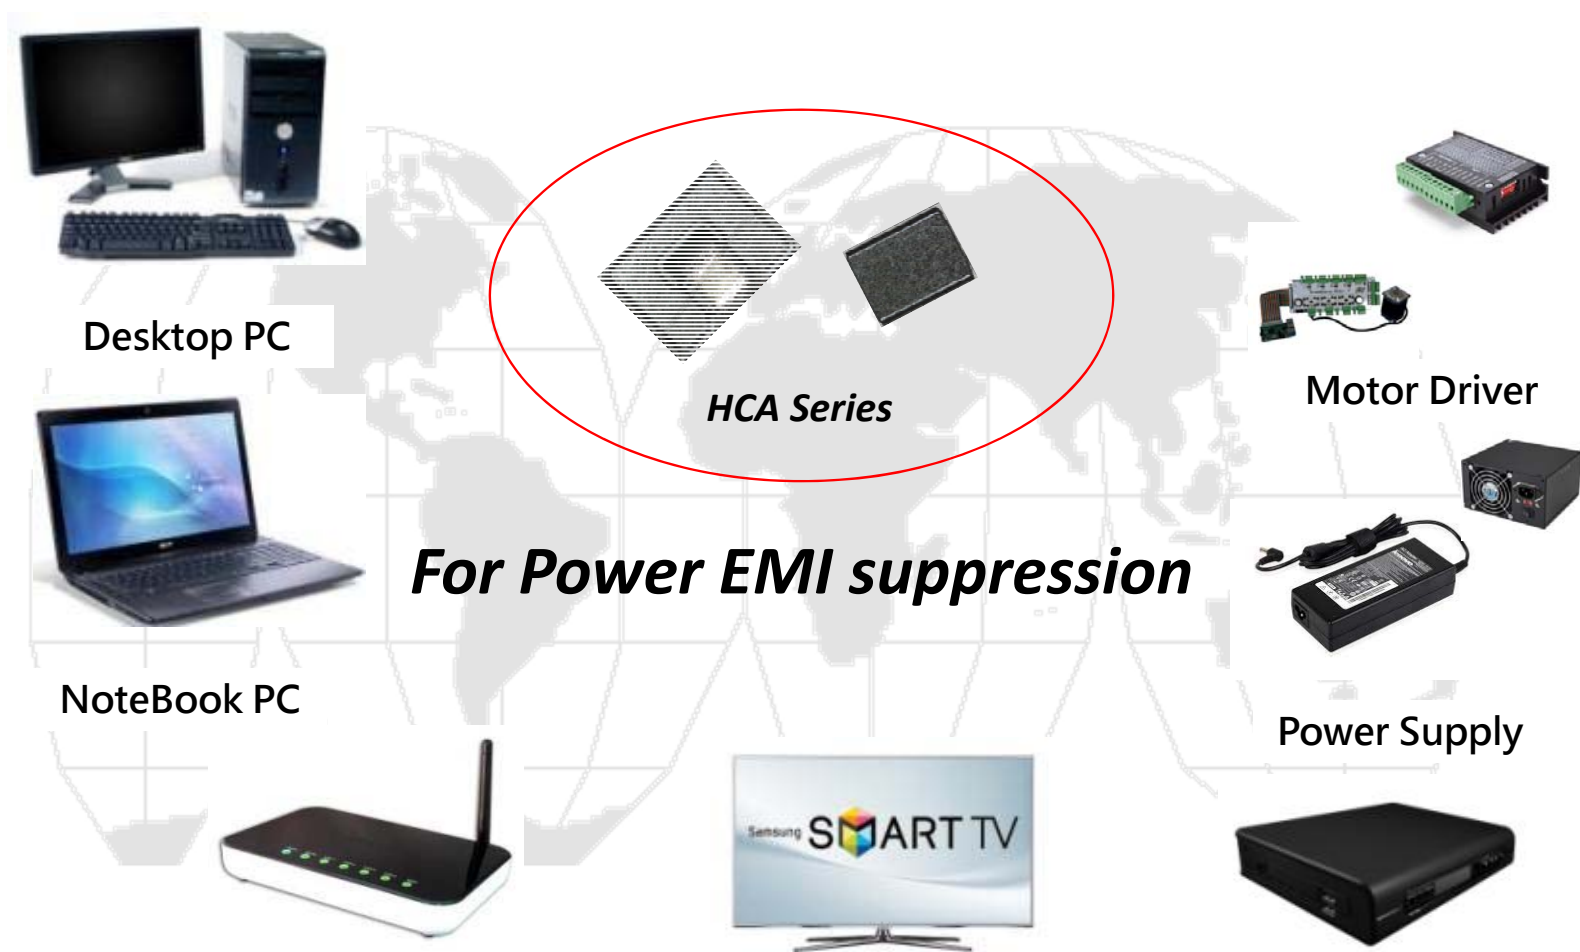 Desktop PC
HCA Series
Motor Driver
For Power EMI suppression
NoteBook PC
Power Supply
Samsung SMART TV